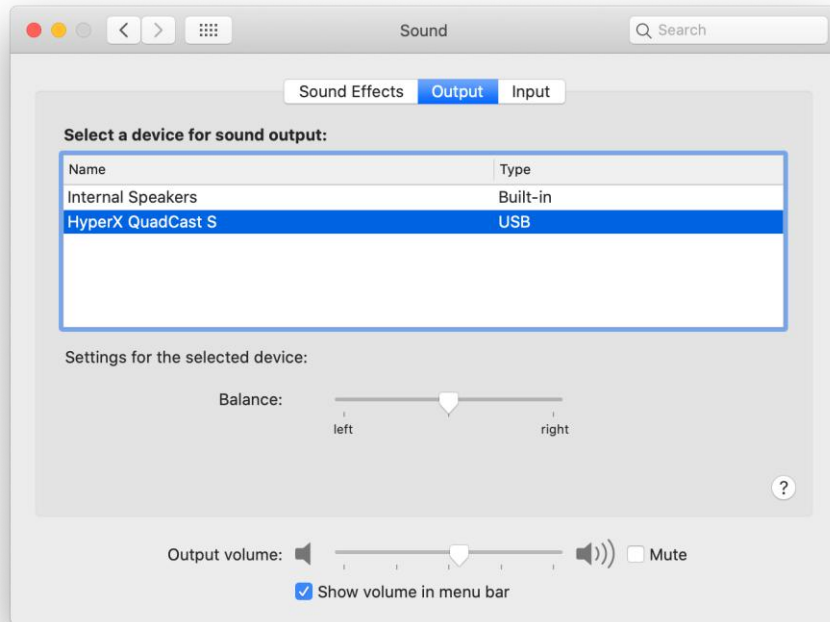 Sound
Search
Sound Effects Output Input
Select a device for sound output:
Name Type
Internal Speakers Built-in
HyperX QuadCast S USB
Settings for the selected device:
Balance:
left right
?
Output volume: Mute
Show volume in menu bar